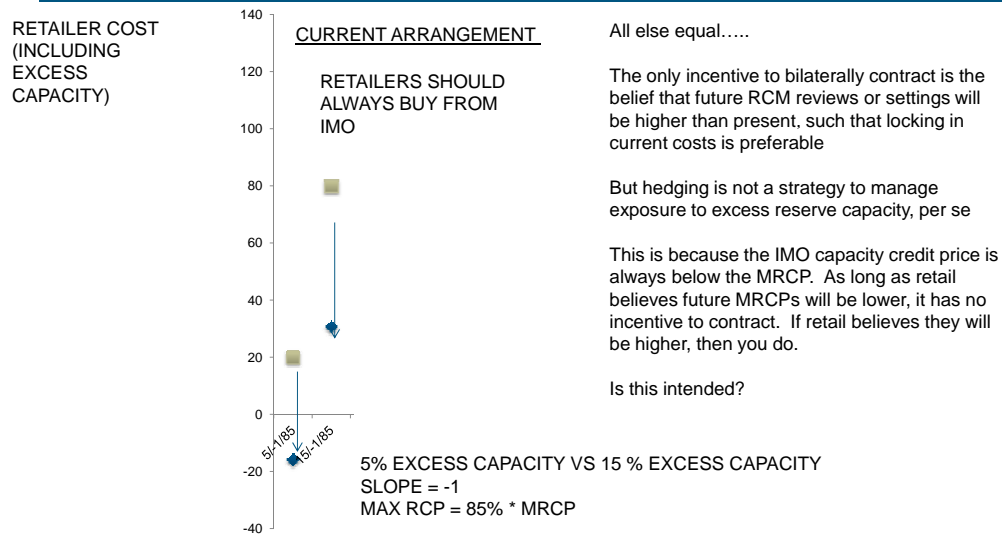 RETAILER COST
(INCLUDING
EXCESS
CAPACITY)
140
120
100
80
60
40
20
0
-20
-40
CURRENT ARRANGEMENT
RETAILERS SHOULD
ALWAYS BUY FROM
IMO
5/-1/85
15/-1/85
5% EXCESS CAPACITY VS 15 % EXCESS CAPACITY
SLOPE = -1
MAX RCP = 85% * MRCP
All else equal.....
The only incentive to bilaterally contract is the
belief that future RCM reviews or settings will
be higher than present, such that locking in
current costs is preferable
But hedging is not a strategy to manage
exposure to excess reserve capacity, per se
This is because the IMO capacity credit price is
always below the MRCP.  As long as retail
believes future MRCPs will be lower, it has no
incentive to contract.  If retail believes they will
be higher, then you do.
Is this intended?